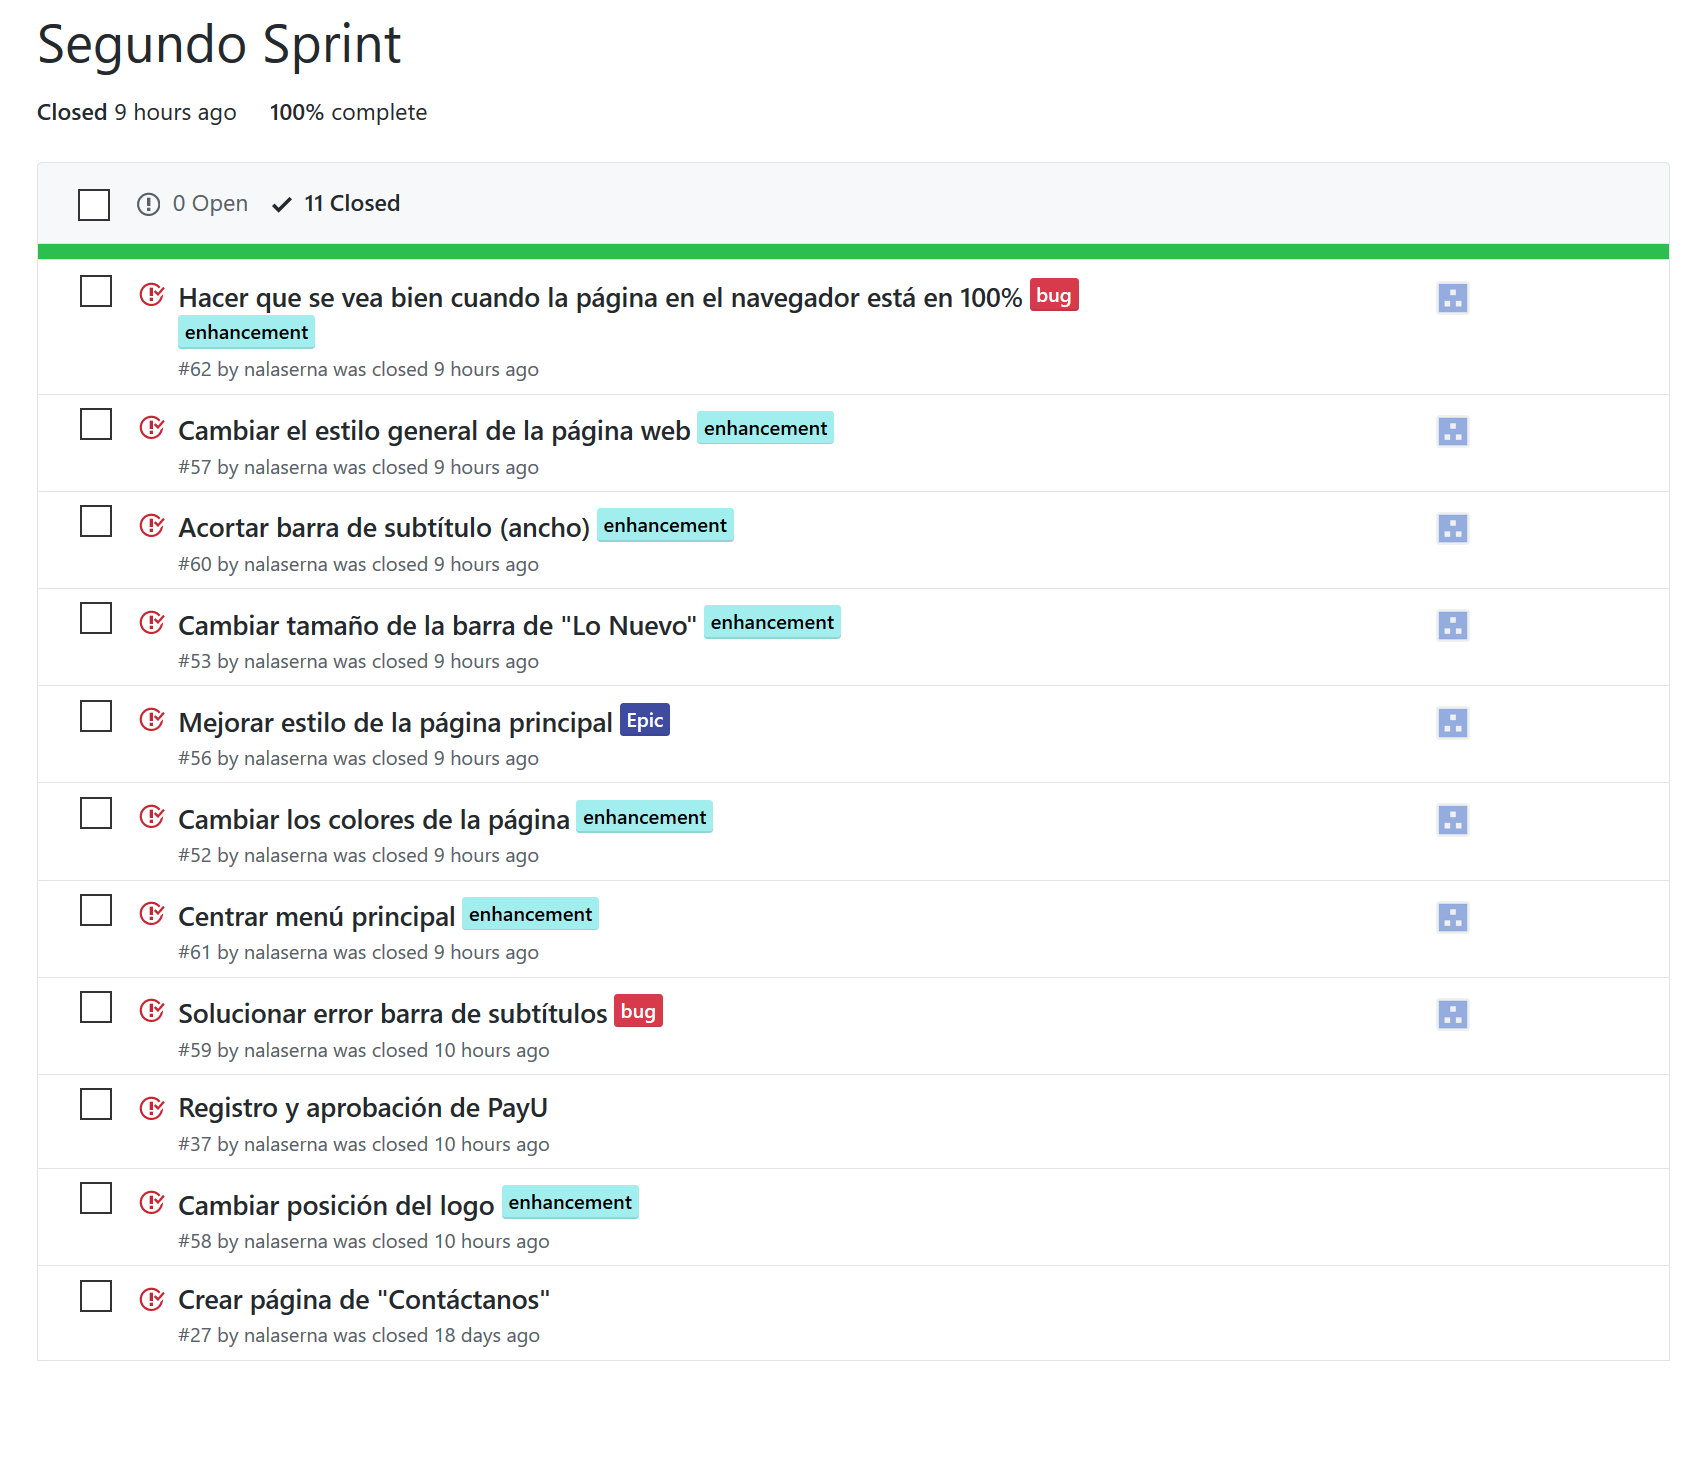 Segundo Sprint
Closed 9 hours ago 100% complete
0 Open 11 Closed
Hacer que se vea bien cuando la página en el navegador está en 100% bug
enhancement
#62 by nalaserna was closed 9 hours ago
Cambiar el estilo general de la página web enhancement
#57 by nalaserna was closed 9 hours ago
Acortar barra de subtítulo (ancho) enhancement
#60 by nalaserna was closed 9 hours ago
Cambiar tamaño de la barra de "Lo Nuevo" enhancement
#53 by nalaserna was closed 9 hours ago
Mejorar estilo de la página principal Epic
#56 by nalaserna was closed 9 hours ago
Cambiar los colores de la página enhancement
#52 by nalaserna was closed 9 hours ago
Centrar menú principal enhancement
#61 by nalaserna was closed 9 hours ago
Solucionar error barra de subtítulos bug
#59 by nalaserna was closed 10 hours ago
Registro y aprobación de PayU
#37 by nalaserna was closed 10 hours ago
Cambiar posición del logo enhancement
#58 by nalaserna was closed 10 hours ago
Crear página de "Contáctanos"
#27 by nalaserna was closed 18 days ago